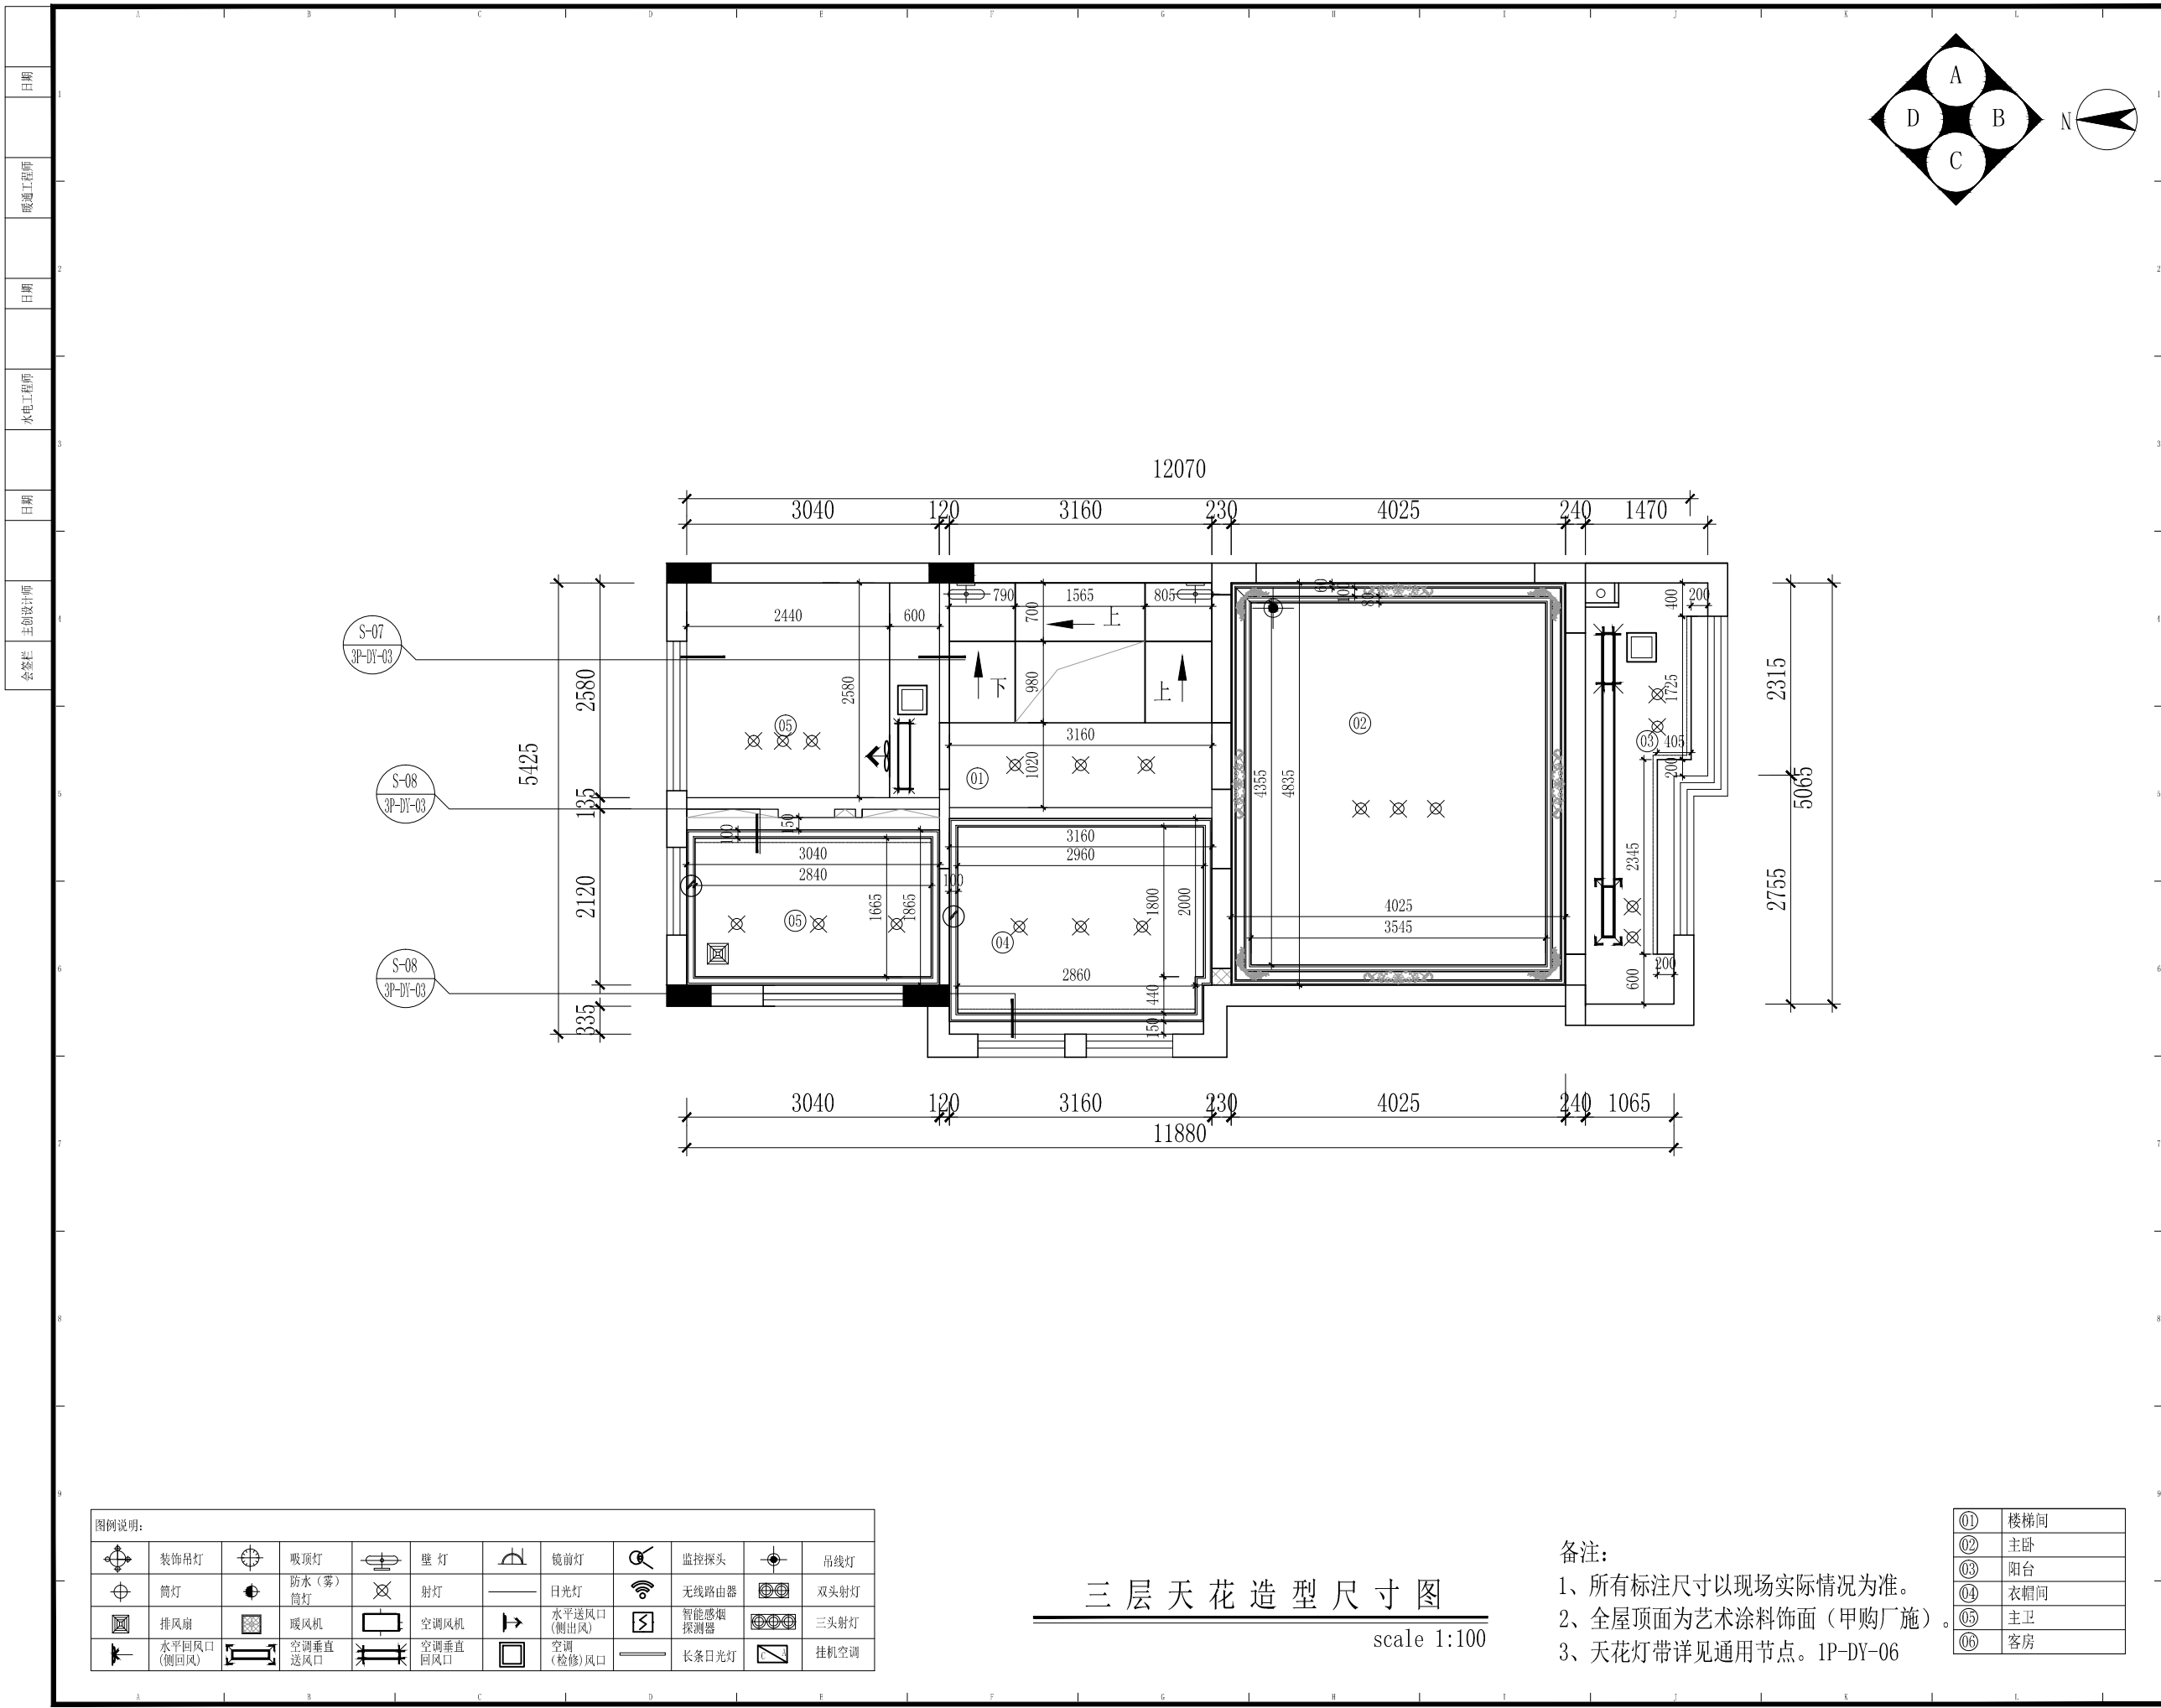 A B C D E F G H I J K L
日期
暖通工程师
日期
水电工程师
日期
主创设计师
会签栏
1
2
3
4
5
6
7
8
9
A
D
B
C
N
12070
3040 120 3160 230 4025 240 1470
S-07
3P-DY-03
S-08
3P-DY-03
S-08
3P-DY-03
5425
2580
135
2120
335
2440 600
2580
05
790 1565 805
700
上
下
上
980
3160
1020
01
60
100
80
02
4355
4835
4025
3545
400
200
1725
03 405
200
2345
200
600
2315
5065
2755
100
150
3040
2840
1665
1865
05
3160
2960
100
1800
2000
04
2860
440
150
3040 120 3160 230 4025 240 1065
11880
图例说明:
装饰吊灯 吸顶灯 壁 灯 镜前灯 监控探头 吊线灯
筒灯 防水（雾）筒灯 射灯 日光灯 无线路由器 双头射灯
排风扇 暖风机 空调风机 水平送风口(侧出风) 智能感烟探测器 三头射灯
水平回风口(侧回风) 空调垂直送风口 空调垂直回风口 空调（检修)风口 长条日光灯 挂机空调
三层天花造型尺寸图
scale 1:100
备注:
1、所有标注尺寸以现场实际情况为准。
2、全屋顶面为艺术涂料饰面（甲购厂施）。
3、天花灯带详见通用节点。1P-DY-06
01 楼梯间
02 主卧
03 阳台
04 衣帽间
05 主卫
06 客房
A B C D E F G H I J K L